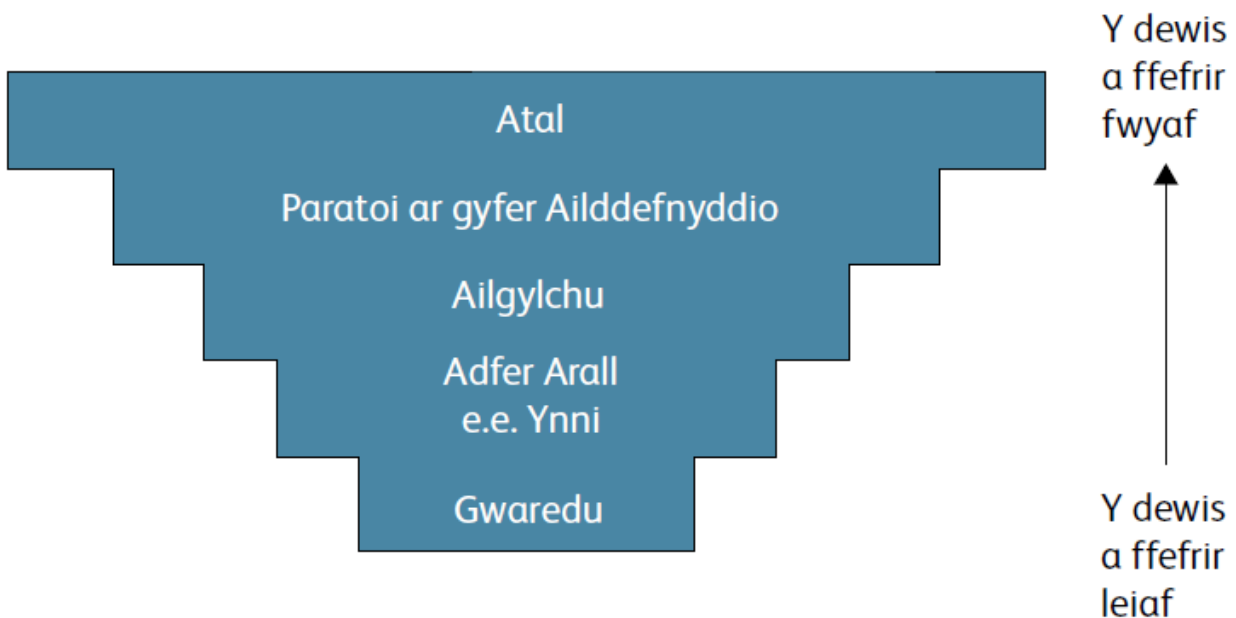 Y dewis
a ffefrir
fwyaf
Atal
Paratoi ar gyfer Ailddefnyddio
Ailgylchu
Adfer Arall
e.e. Ynni
Gwaredu
Y dewis
a ffefrir
leiaf